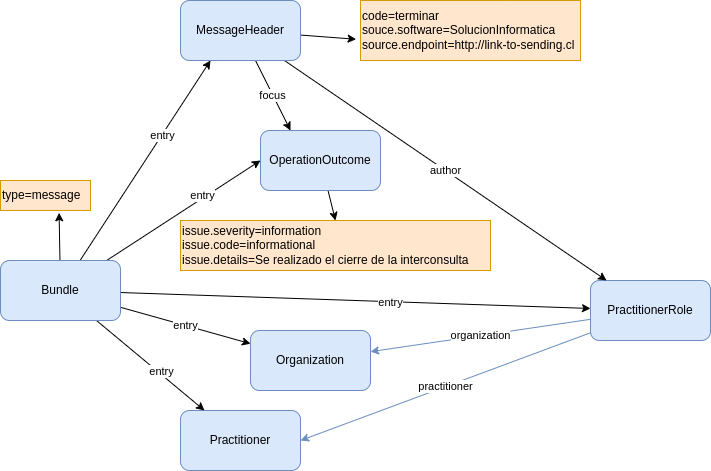 MessageHeader
code=terminar
souce.software=SolucionInformatica
source.endpoint=http://link-to-sending.cl
focus
entry
OperationOutcome
author
entry
type=message
issue.severity=information
issue.code=informational
issue.details=Se realizado el cierre de la interconsulta
Bundle
entry
PractitionerRole
entry
organization
Organization
entry
practitioner
Practitioner